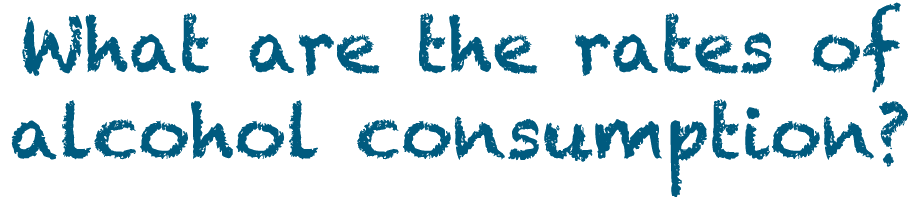 What are the rates of
alcohol consumption?